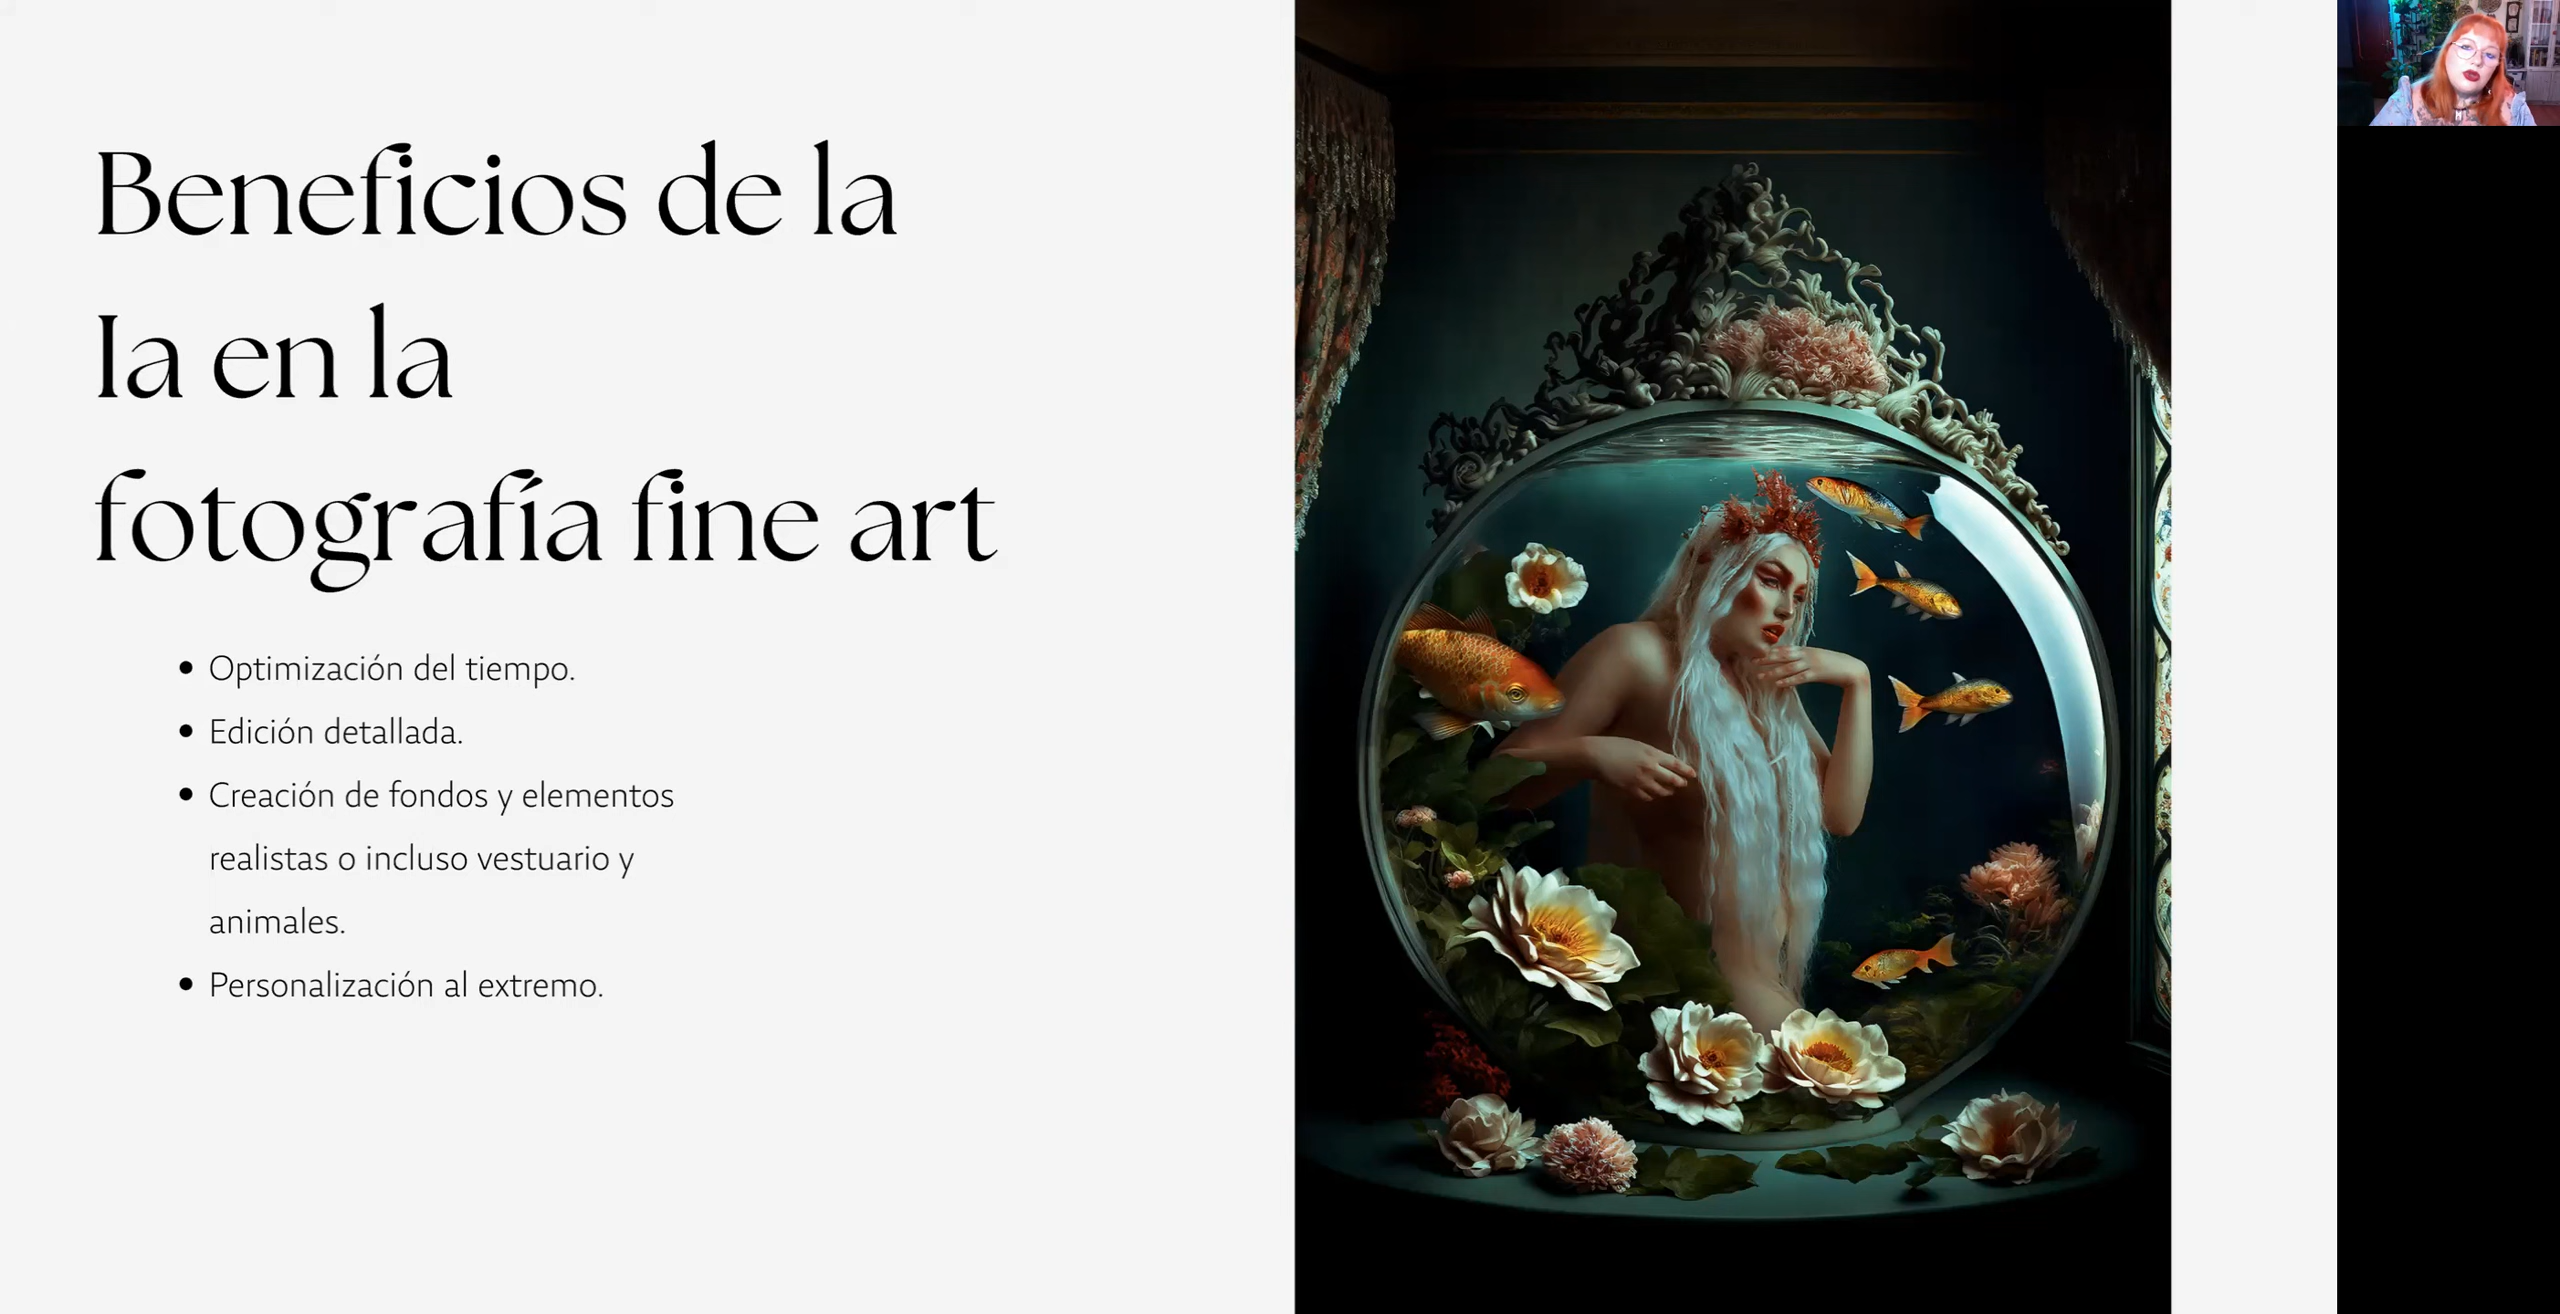 Beneficios de la
Ia en la
fotografía fine art
• Optimización del tiempo.
• Edición detallada.
• Creación de fondos y elementos
realistas o incluso vestuario y
animales.
• Personalización al extremo.